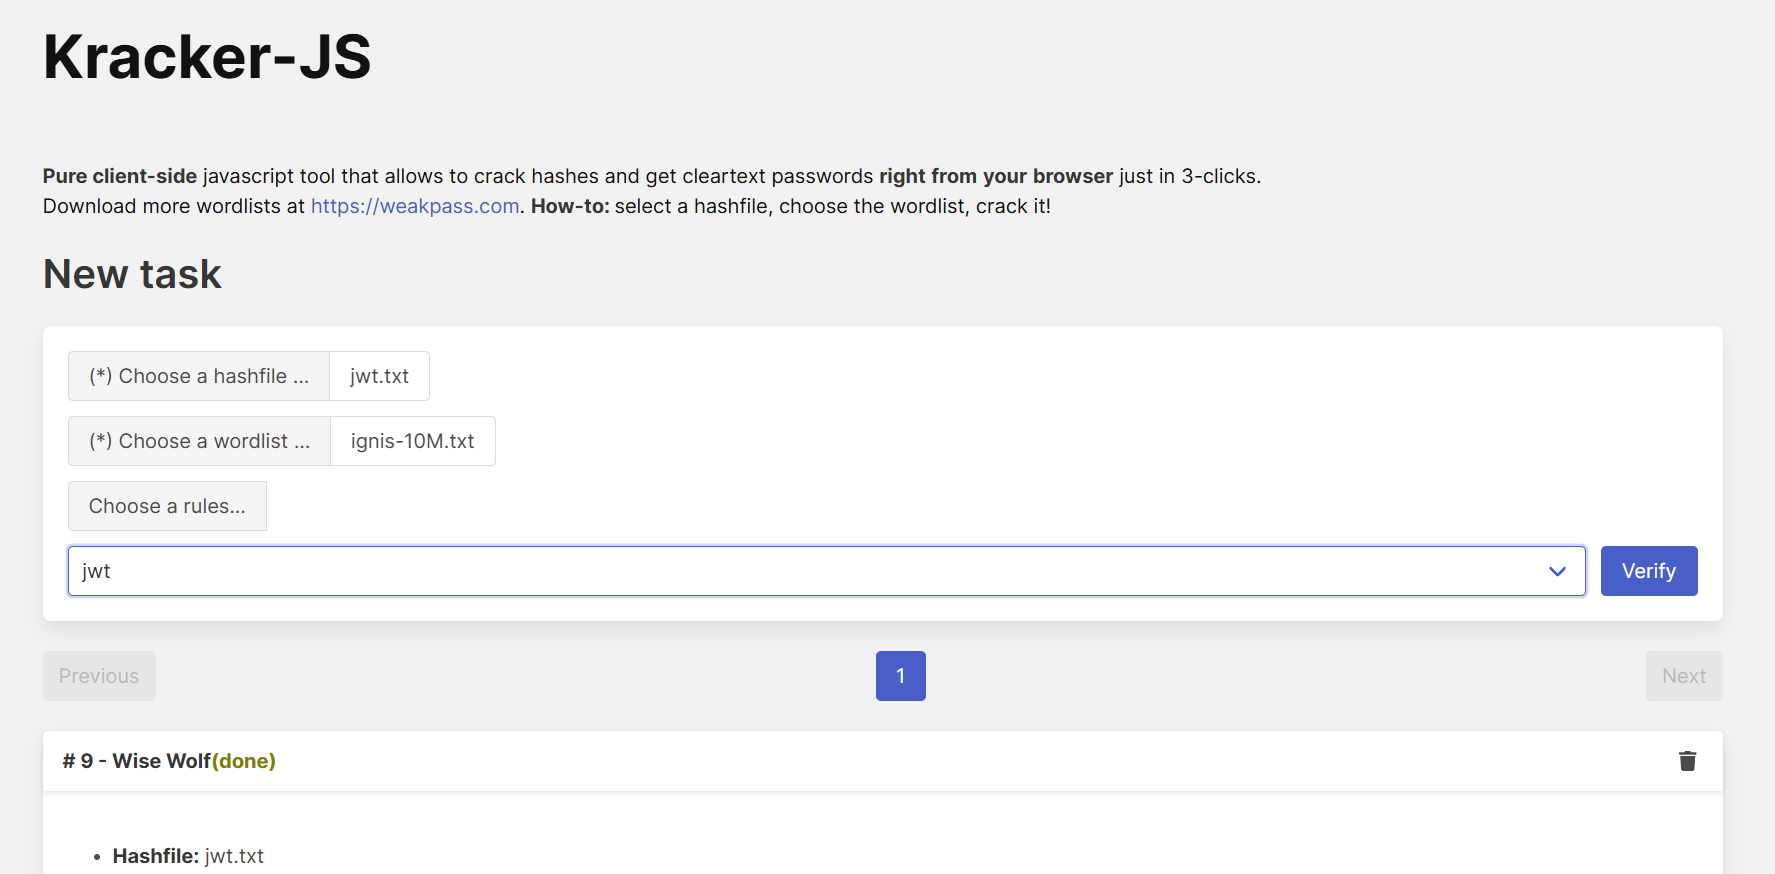 Kracker-JS
Pure client-side javascript tool that allows to crack hashes and get cleartext passwords right from your browser just in 3-clicks.
Download more wordlists at https://weakpass.com. How-to: select a hashfile, choose the wordlist, crack it!
New task
(*) Choose a hashfile ... jwt.txt
(*) Choose a wordlist ... ignis-10M.txt
Choose a rules...
jwt Verify
Previous 1 Next
# 9 - Wise Wolf(done)
• Hashfile: jwt.txt